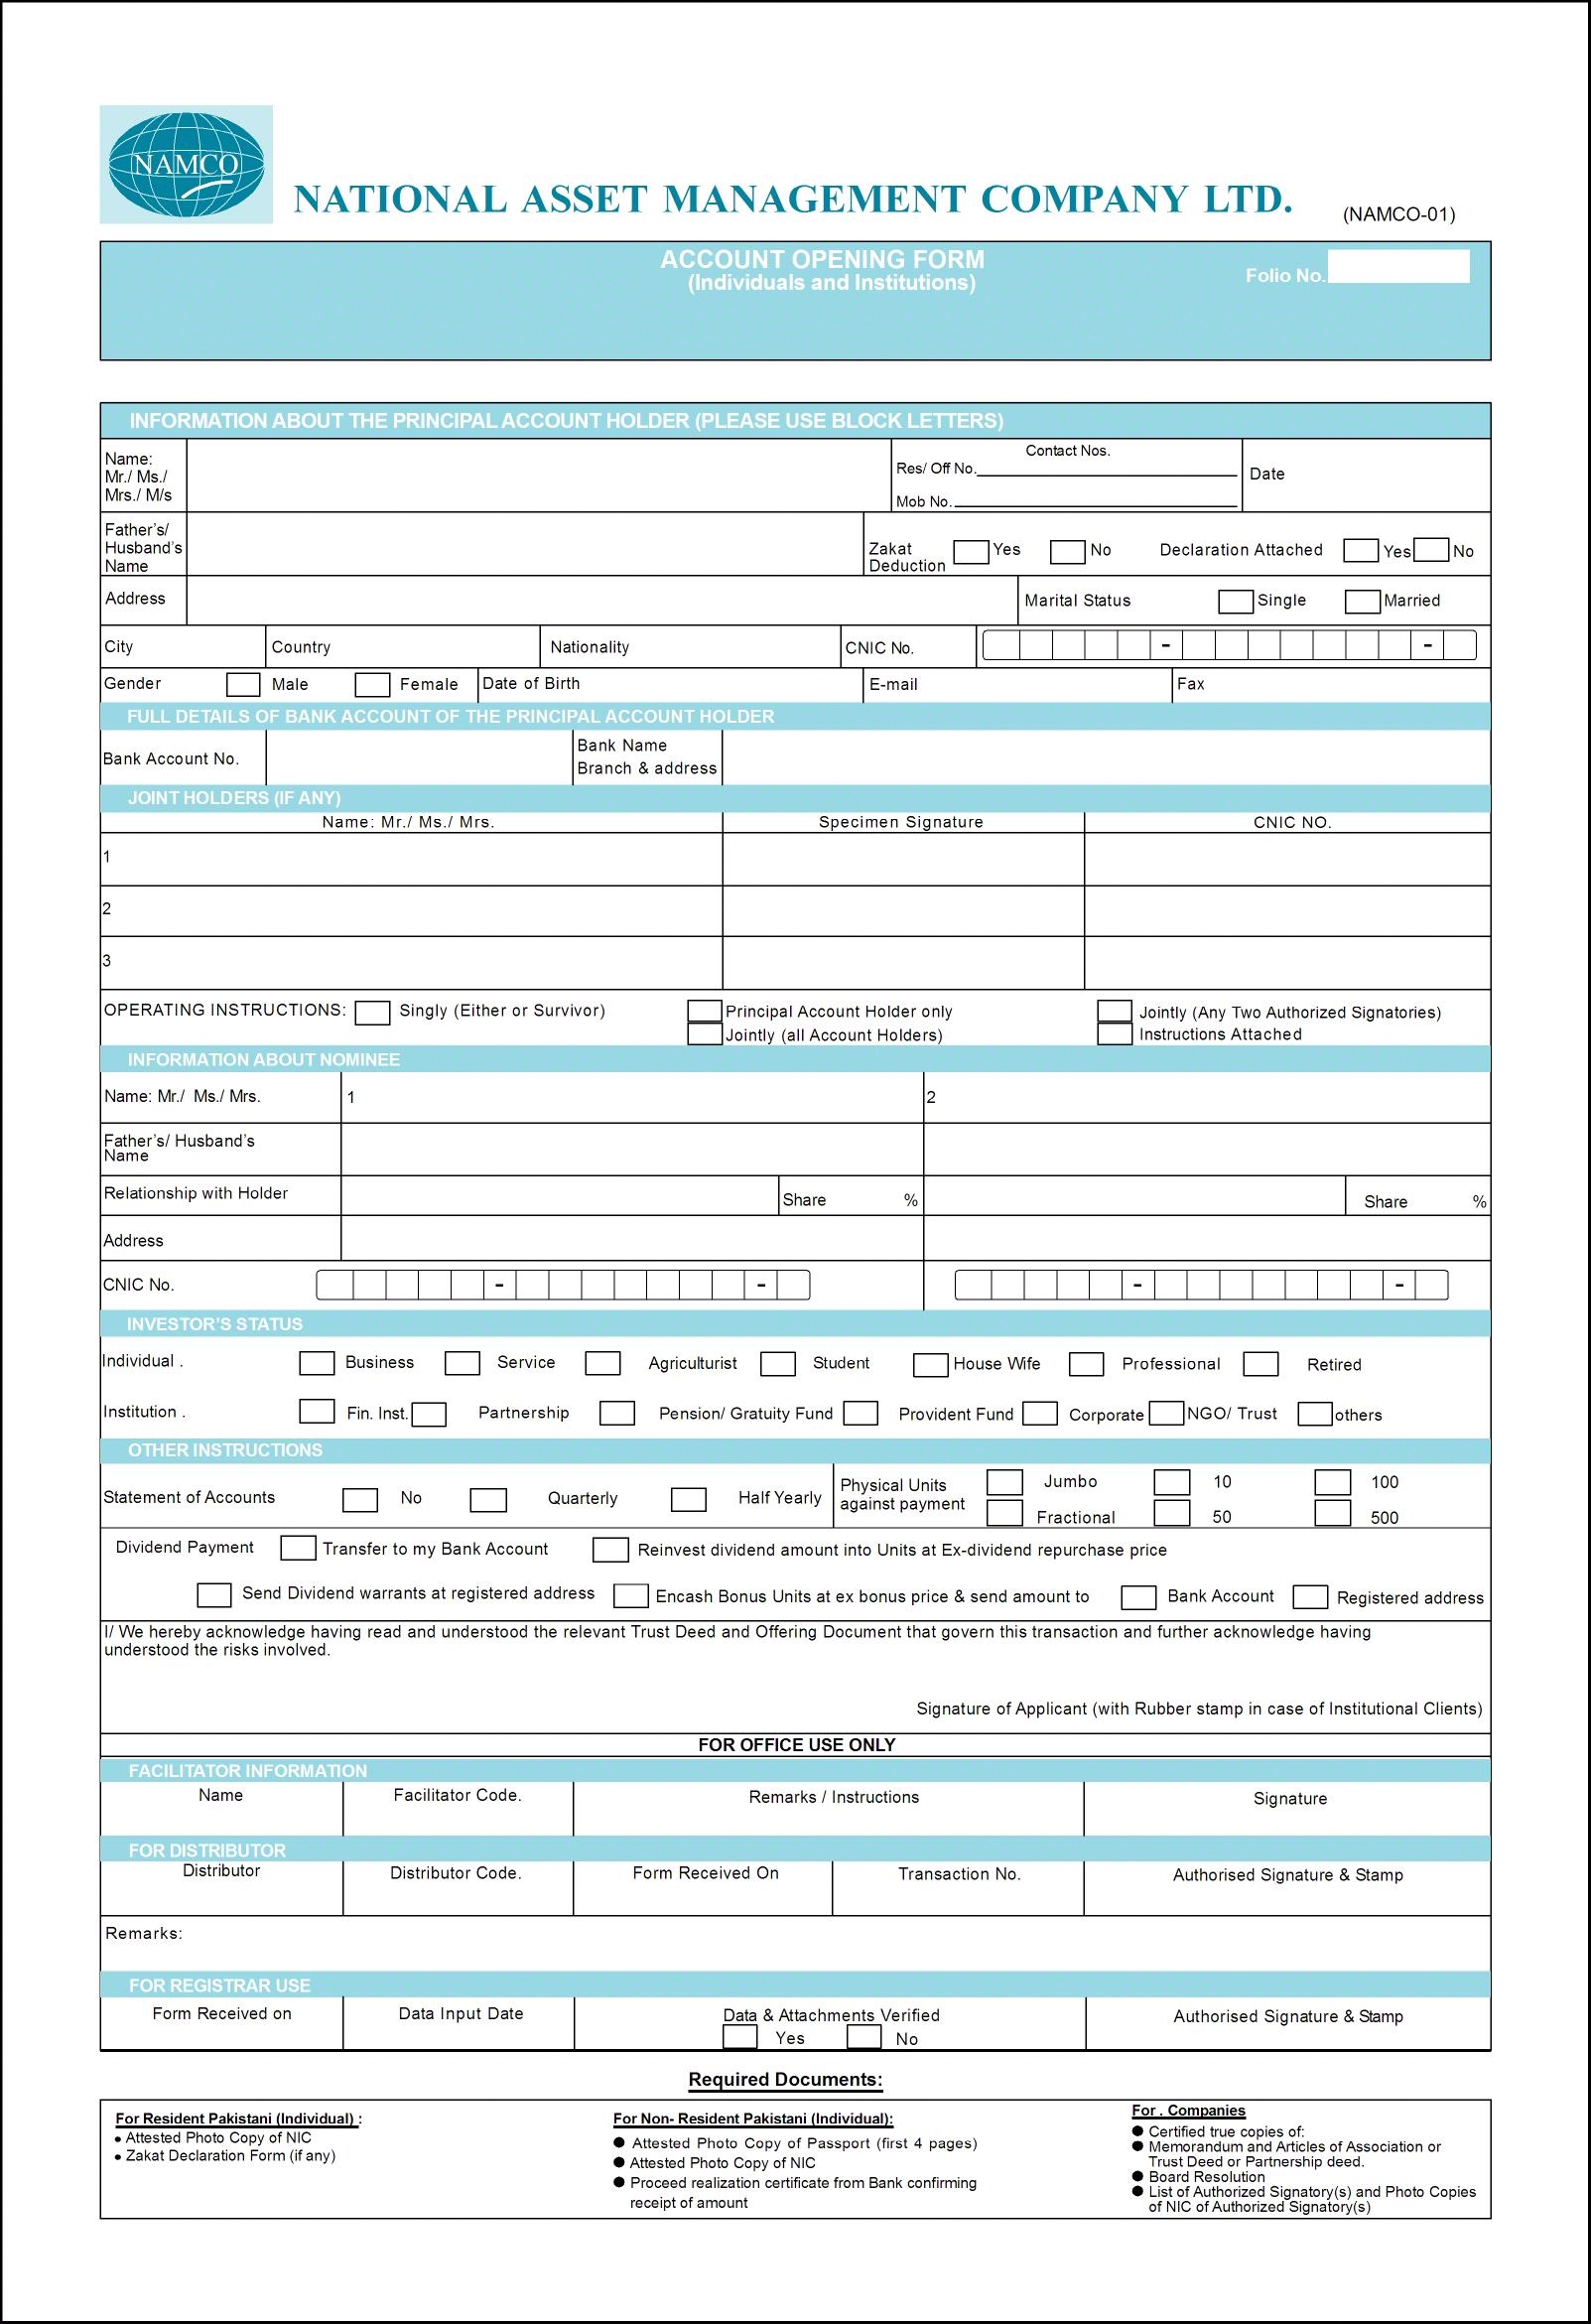 NAMCO
NATIONAL ASSET MANAGEMENT COMPANY LTD. (NAMCO-01)
ACCOUNT OPENING FORM
(Individuals and Institutions)
Folio No.
INFORMATION ABOUT THE PRINCIPAL ACCOUNT HOLDER (PLEASE USE BLOCK LETTERS)
Name:
Mr./ Ms./
Mrs./ M/s
Contact Nos.
Res/ Off No.
Mob No.
Date
Father's/
Husband's
Name
Zakat
Deduction
Yes No Declaration Attached Yes No
Address Marital Status Single Married
City Country Nationality CNIC No. - -
Gender Male Female Date of Birth E-mail Fax
FULL DETAILS OF BANK ACCOUNT OF THE PRINCIPAL ACCOUNT HOLDER
Bank Account No.
Bank Name
Branch & address
JOINT HOLDERS (IF ANY)
Name: Mr./ Ms./ Mrs. Specimen Signature CNIC NO.
1
2
3
OPERATING INSTRUCTIONS: Singly (Either or Survivor) Principal Account Holder only Jointly (Any Two Authorized Signatories)
Jointly (all Account Holders) Instructions Attached
INFORMATION ABOUT NOMINEE
Name: Mr./ Ms./ Mrs. 1 2
Father's/ Husband's
Name
Relationship with Holder Share % Share %
Address
CNIC No. - - - -
INVESTOR'S STATUS
Individual . Business Service Agriculturist Student House Wife Professional Retired
Institution . Fin. Inst. Partnership Pension/ Gratuity Fund Provident Fund Corporate NGO/ Trust others
OTHER INSTRUCTIONS
Statement of Accounts No Quarterly Half Yearly
Physical Units
against payment
Jumbo 10 100
Fractional 50 500
Dividend Payment Transfer to my Bank Account Reinvest dividend amount into Units at Ex-dividend repurchase price
Send Dividend warrants at registered address Encash Bonus Units at ex bonus price & send amount to Bank Account Registered address
I/ We hereby acknowledge having read and understood the relevant Trust Deed and Offering Document that govern this transaction and further acknowledge having
understood the risks involved.
Signature of Applicant (with Rubber stamp in case of Institutional Clients)
FOR OFFICE USE ONLY
FACILITATOR INFORMATION
Name Facilitator Code. Remarks / Instructions Signature
FOR DISTRIBUTOR
Distributor Distributor Code. Form Received On Transaction No. Authorised Signature & Stamp
Remarks:
FOR REGISTRAR USE
Form Received on Data Input Date Data & Attachments Verified Authorised Signature & Stamp
Yes No
Required Documents:
For Resident Pakistani (Individual) :
• Attested Photo Copy of NIC
• Zakat Declaration Form (if any)
For Non- Resident Pakistani (Individual):
● Attested Photo Copy of Passport (first 4 pages)
● Attested Photo Copy of NIC
● Proceed realization certificate from Bank confirming
receipt of amount
For . Companies
● Certified true copies of:
● Memorandum and Articles of Association or
Trust Deed or Partnership deed.
● Board Resolution
● List of Authorized Signatory(s) and Photo Copies
of NIC of Authorized Signatory(s)